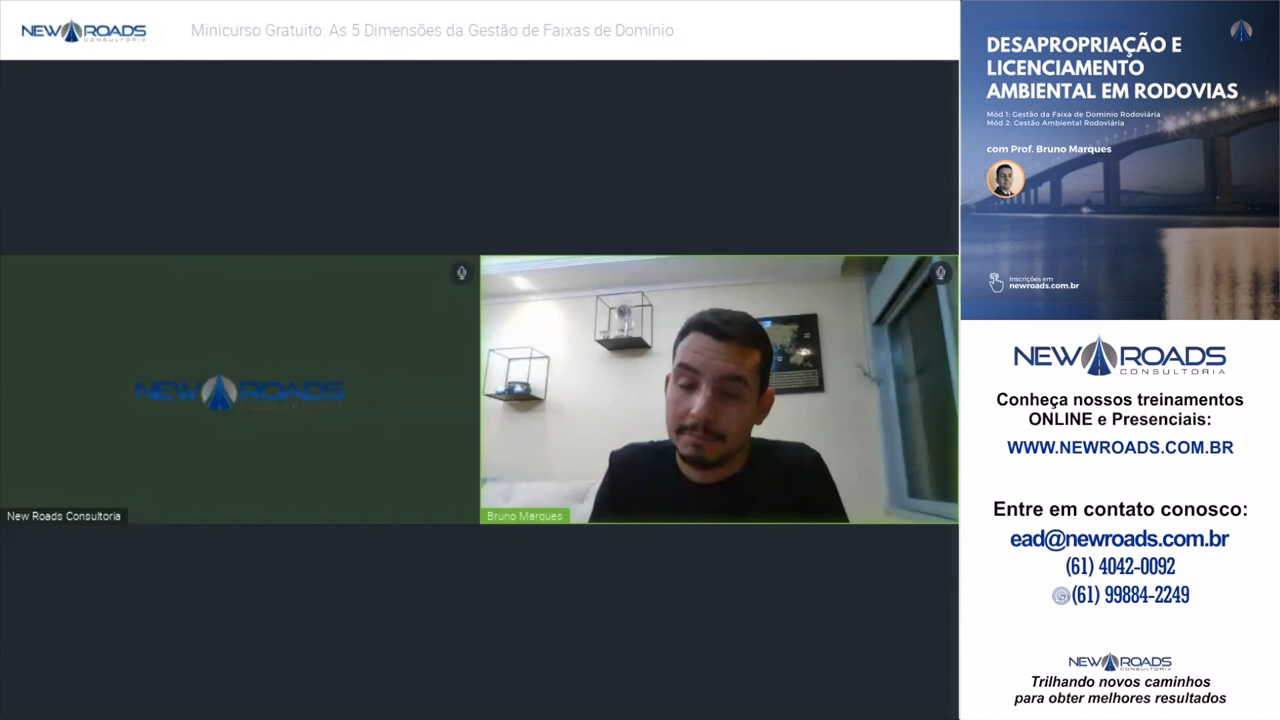 NEW ROADS
CONSULTORIA
Minicurso Gratuito: As 5 Dimensões da Gestão de Faixas de Domínio
NEW ROADS
CONSULTORIA
New Roads Consultoria
Bruno Marques
DESAPROPRIAÇÃO E
LICENCIAMENTO
AMBIENTAL EM RODOVIAS
Mód 1: Gestão da Faixa de Domínio Rodoviária
Mód 2: Gestão Ambiental Rodoviária
com Prof. Bruno Marques
Inscrições em
newroads.com.br
NEW ROADS
CONSULTORIA
Conheça nossos treinamentos
ONLINE e Presenciais:
WWW.NEWROADS.COM.BR
Entre em contato conosco:
ead@newroads.com.br
(61) 4042-0092
(61) 99884-2249
NEW ROADS
CONSULTORIA
Trilhando novos caminhos
para obter melhores resultados